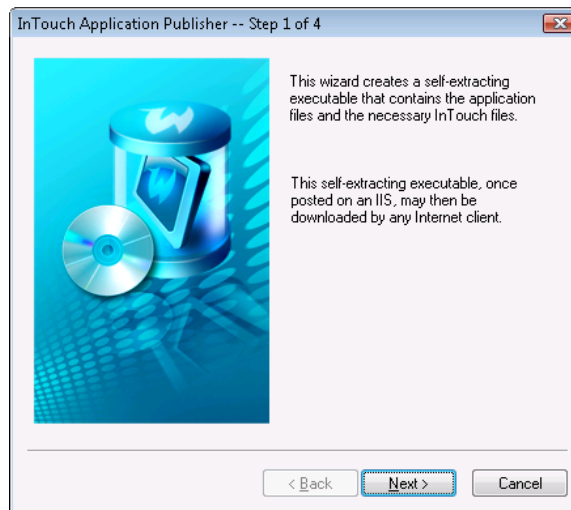 InTouch Application Publisher -- Step 1 of 4
This wizard creates a self-extracting
executable that contains the application
files and the necessary InTouch files.
This self-extracting executable, once
posted on an IIS, may then be
downloaded by any Internet client.
< Back
Next >
Cancel